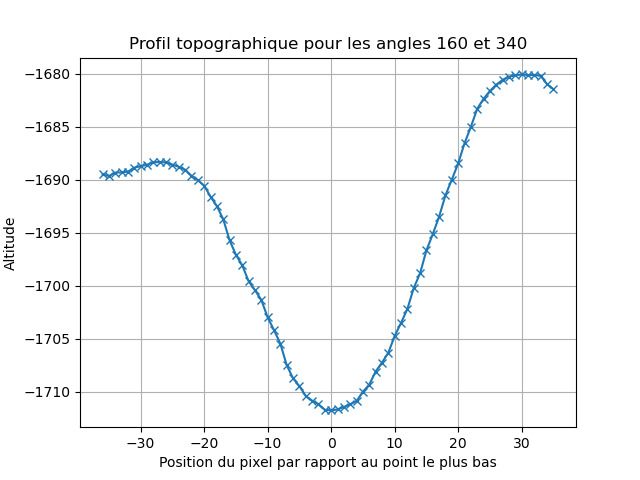 Profil topographique pour les angles 160 et 340
Altitude
−1680
−1685
−1690
−1695
−1700
−1705
−1710
−30 −20 −10 0 10 20 30
Position du pixel par rapport au point le plus bas